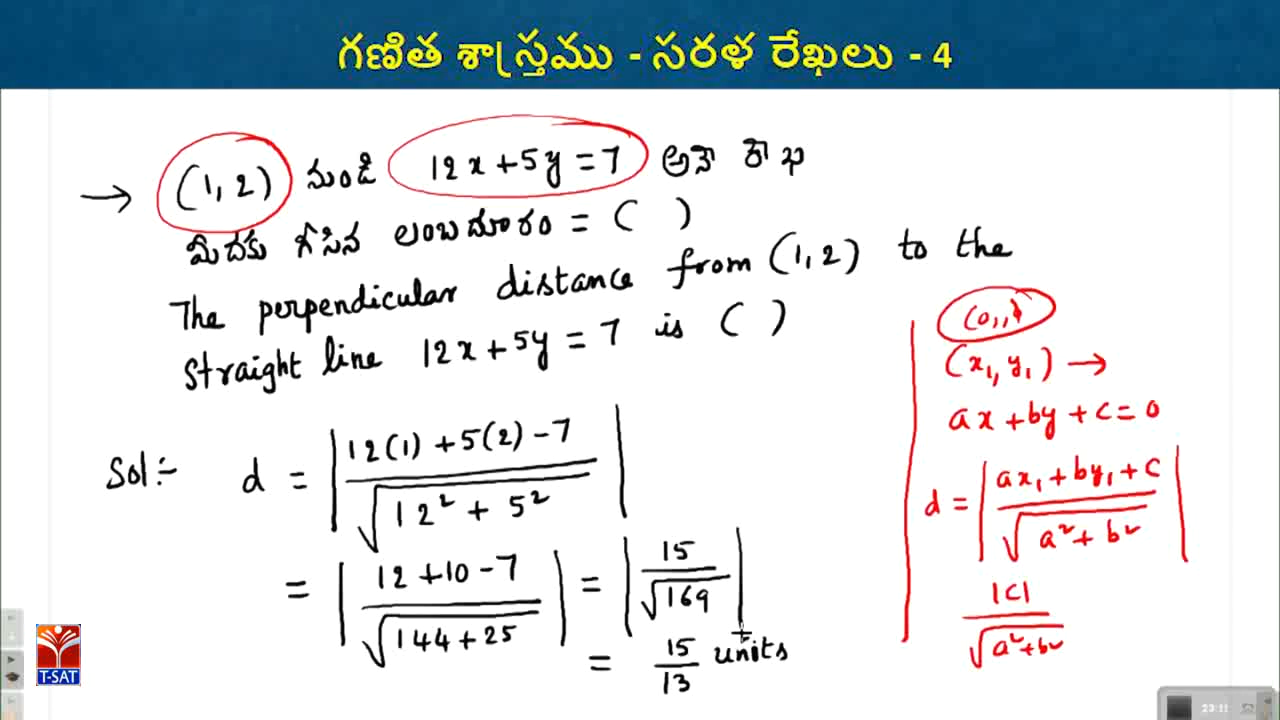 గణిత శాస్త్రము - సరళ రేఖలు - 4
→ (1, 2) నుండి 12x + 5y = 7 అనే రేఖ
మీదకు గీసిన లంబదూరం = ( )
The perpendicular distance from (1, 2) to the
straight line 12x + 5y = 7 is ( )
Sol :- d = | 12(1) + 5(2) - 7 / √(12² + 5²) |
= | 12 + 10 - 7 / √(144 + 25) | = | 15 / √169 |
= 15/13 units
(x₁, y₁) →
ax + by + c = 0
d = | ax₁ + by₁ + c / √(a² + b²) |
|c| / √(a² + b²)
T-SAT
23:11